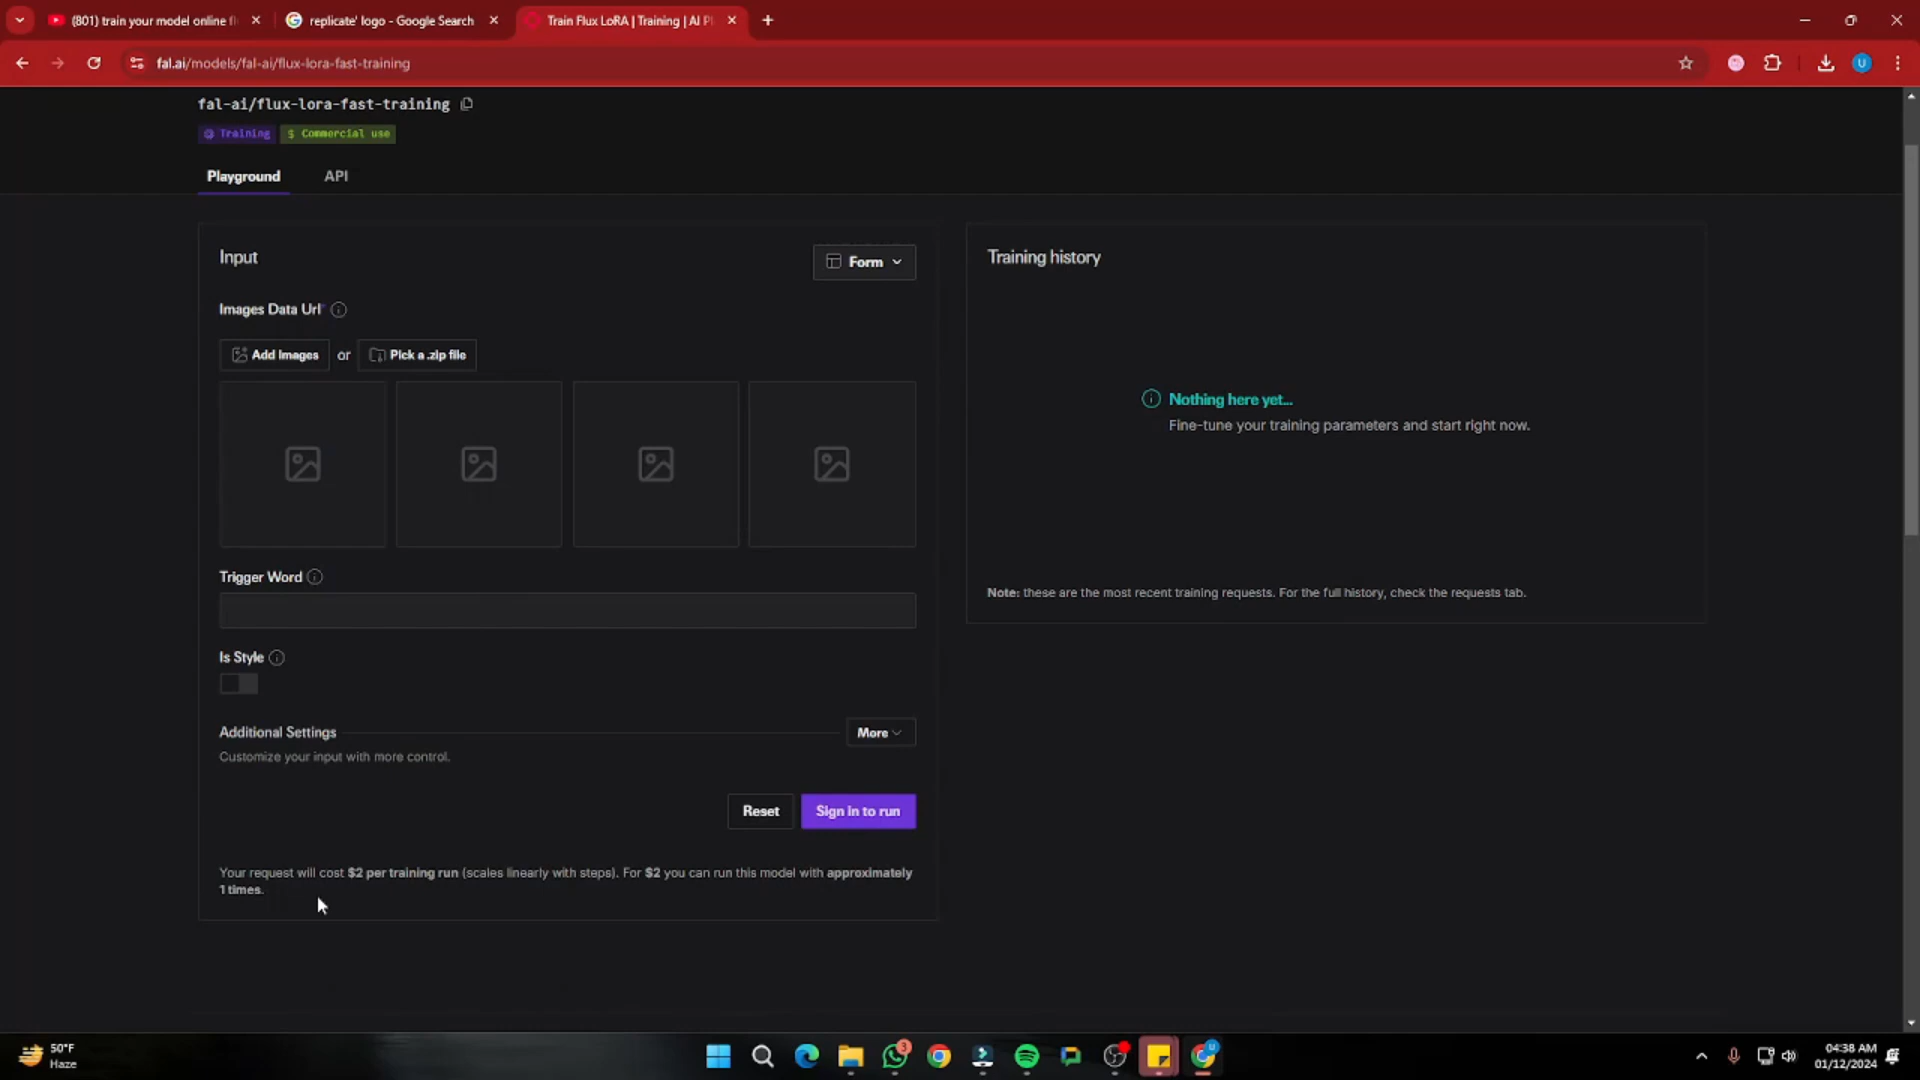 (801) train your model online fl
replicate' logo - Google Search
Train Flux LoRA | Training | AI Pl
fal.ai/models/fal-ai/flux-lora-fast-training
U
fal-ai/flux-lora-fast-training
Training
$ Commercial use
Playground
API
Input
Form
Images Data Url*
Add Images
or
Pick a .zip file
Trigger Word
Is Style
Additional Settings
More
Customize your input with more control.
Reset
Sign in to run
Your request will cost $2 per training run (scales linearly with steps). For $2 you can run this model with approximately
1 times.
Training history
Nothing here yet...
Fine-tune your training parameters and start right now.
Note: these are the most recent training requests. For the full history, check the requests tab.
50°F
Haze
3
U
04:38 AM
01/12/2024